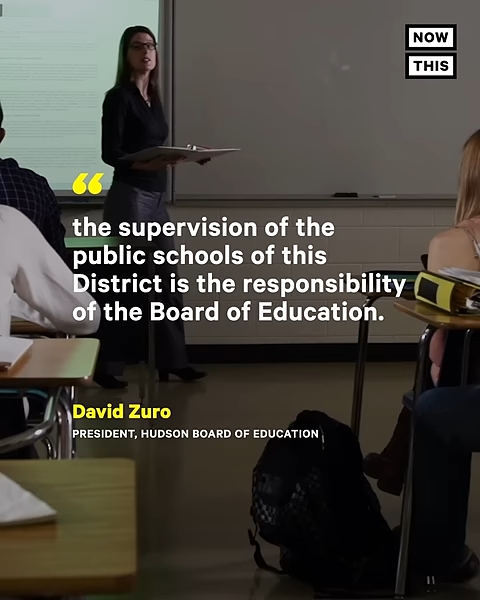 NOW
THIS
“
the supervision of the
public schools of this
District is the responsibility
of the Board of Education.
David Zuro
PRESIDENT, HUDSON BOARD OF EDUCATION